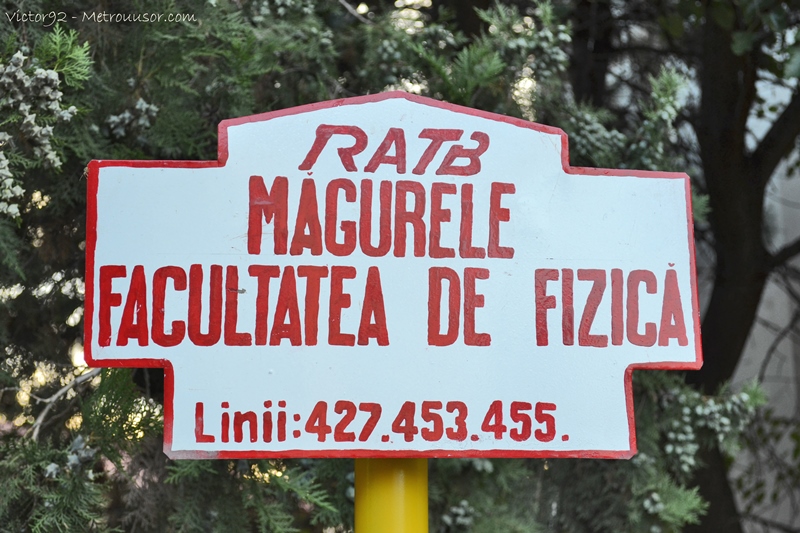 Victor92 - Metrouusor.com
RATB
MĂGURELE
FACULTATEA DE FIZICĂ
Linii:427.453.455.